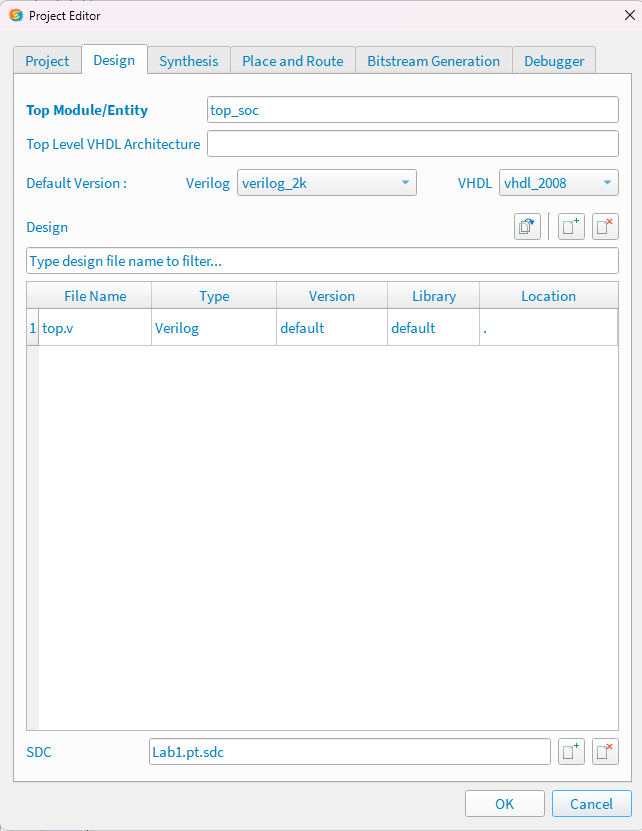 Project Editor
Project Design Synthesis Place and Route Bitstream Generation Debugger
Top Module/Entity top_soc
Top Level VHDL Architecture
Default Version : Verilog verilog_2k VHDL vhdl_2008
Design
Type design file name to filter...
File Name Type Version Library Location
1 top.v Verilog default default .
SDC Lab1.pt.sdc
OK Cancel